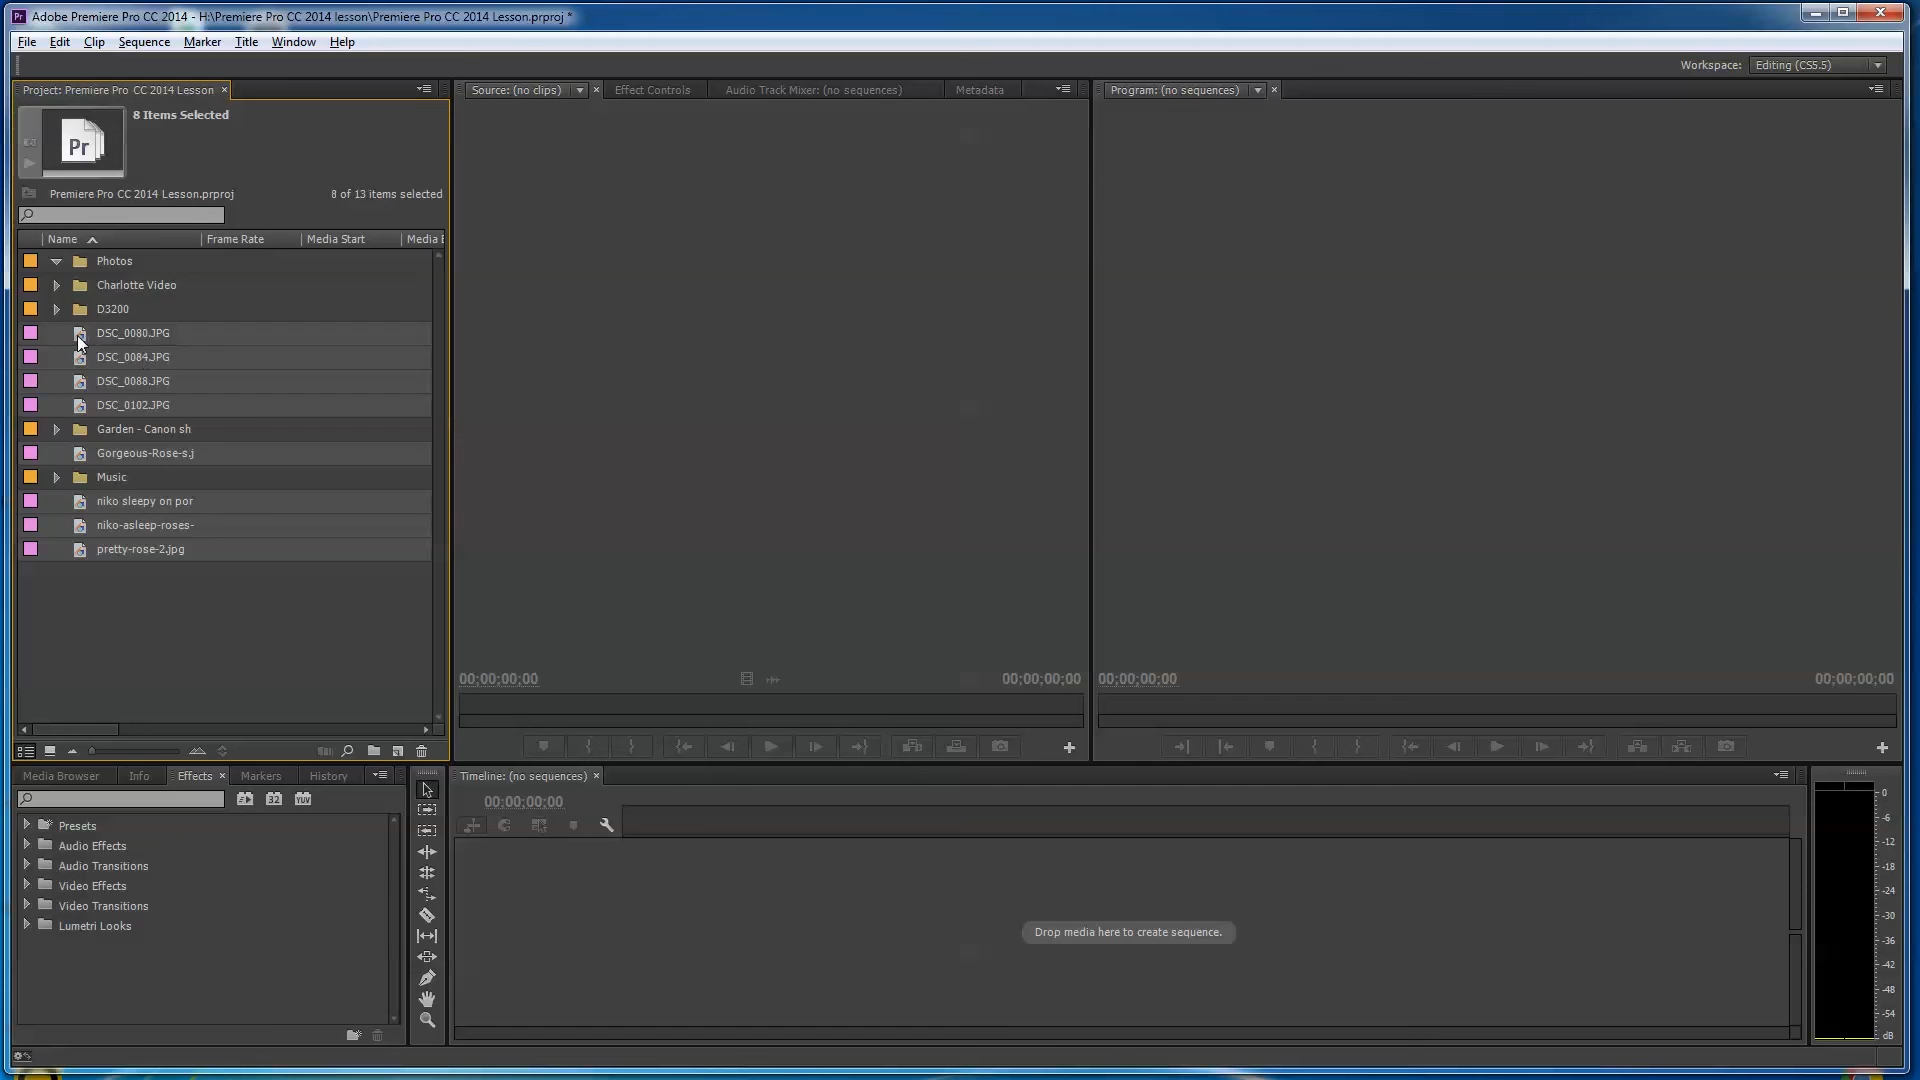 Pr Adobe Premiere Pro CC 2014 - H:\Premiere Pro CC 2014 lesson\Premiere Pro CC 2014 Lesson.prproj *
File Edit Clip Sequence Marker Title Window Help
Workspace: Editing (CS5.5)
Project: Premiere Pro CC 2014 Lesson × Source: (no clips) × Effect Controls Audio Track Mixer: (no sequences) Metadata Program: (no sequences) ×
8 Items Selected
Pr
Premiere Pro CC 2014 Lesson.prproj 8 of 13 items selected
Name Frame Rate Media Start Media E
Photos
Charlotte Video
D3200
DSC_0080.JPG
DSC_0084.JPG
DSC_0088.JPG
DSC_0102.JPG
Garden - Canon sh
Gorgeous-Rose-s.j
Music
niko sleepy on por
niko-asleep-roses-
pretty-rose-2.jpg
00;00;00;00 00;00;00;00 00;00;00;00 00;00;00;00
Media Browser Info Effects × Markers History Timeline: (no sequences) ×
32 YUV
00;00;00;00
Presets
Audio Effects
Audio Transitions
Video Effects
Video Transitions
Lumetri Looks
Drop media here to create sequence.
0
-6
-12
-18
-24
-30
-36
-42
-48
-54
dB